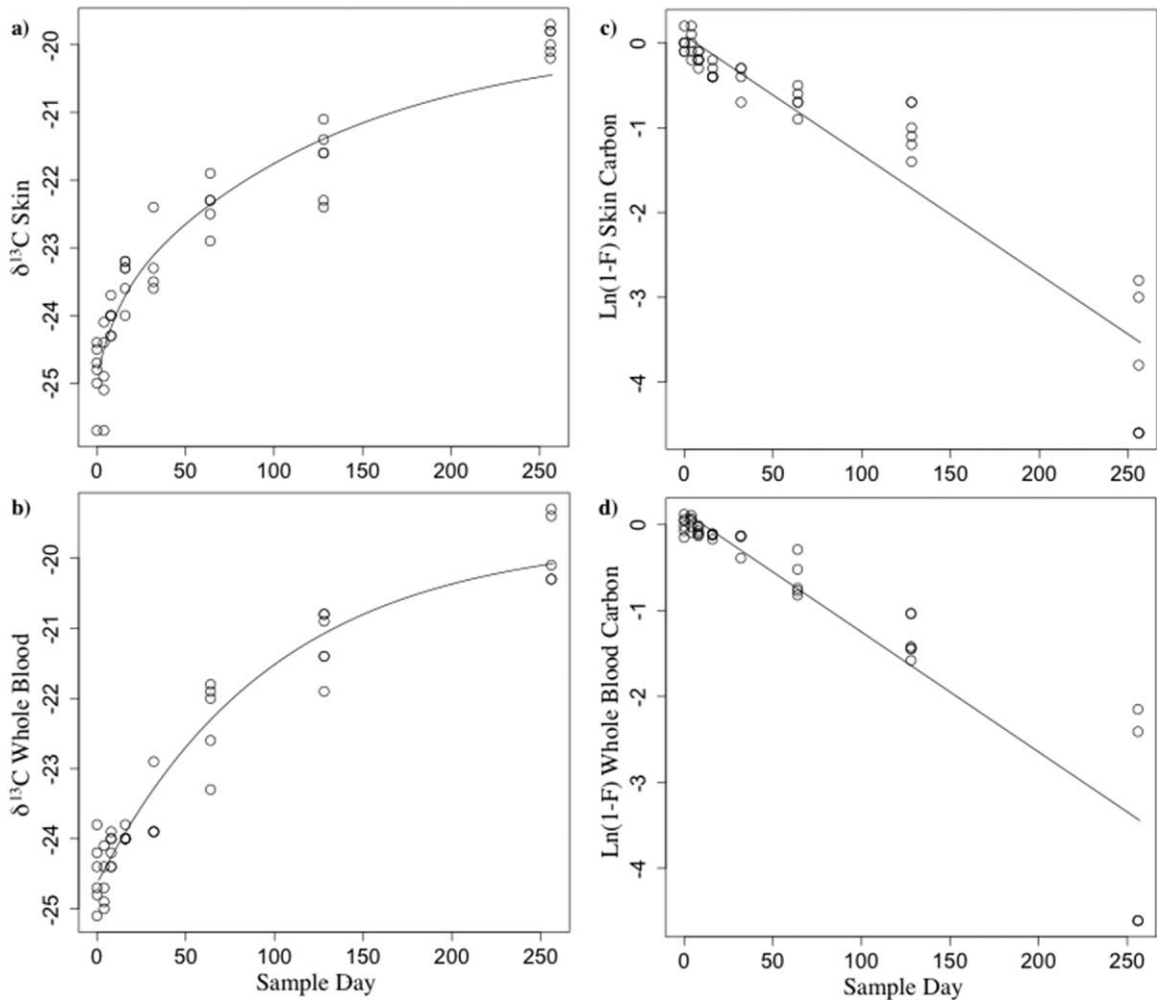 a)
δ13C Skin
-20
-21
-22
-23
-24
-25
0 50 100 150 200 250
c)
Ln(1-F) Skin Carbon
0
-1
-2
-3
-4
0 50 100 150 200 250
b)
δ13C Whole Blood
-20
-21
-22
-23
-24
-25
0 50 100 150 200 250
Sample Day
d)
Ln(1-F) Whole Blood Carbon
0
-1
-2
-3
-4
0 50 100 150 200 250
Sample Day